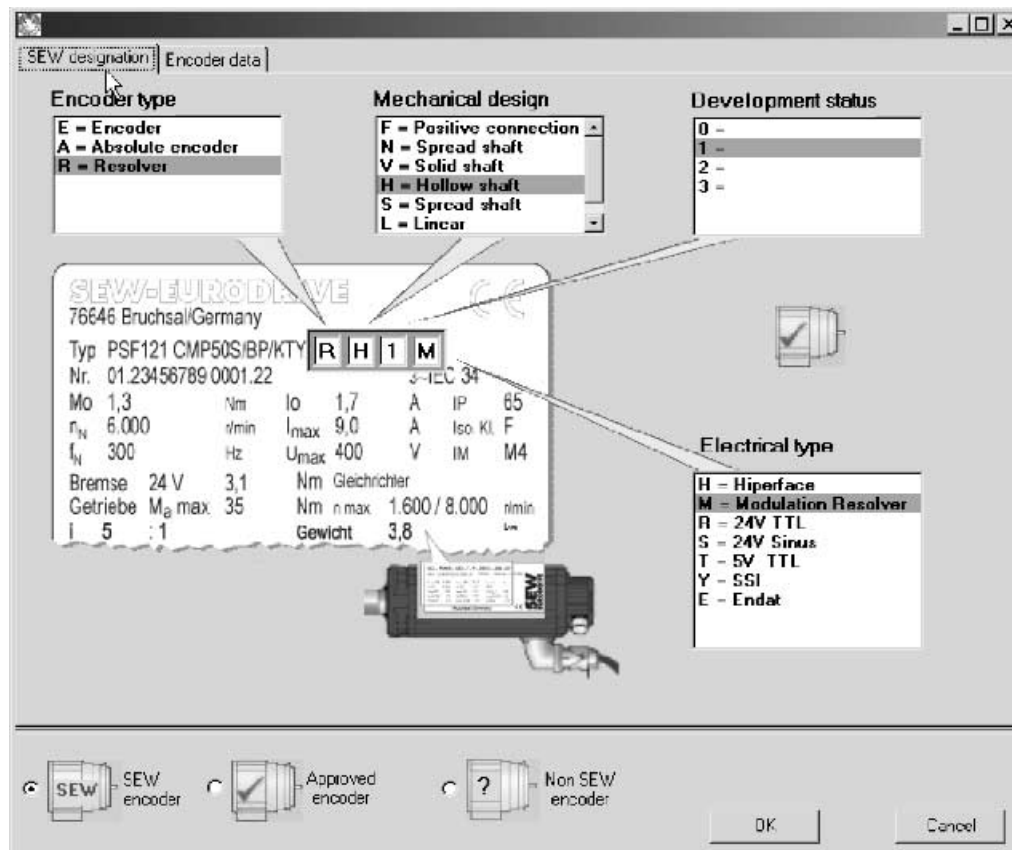 SEW designation
Encoder data
Encoder type
E = Encoder
A = Absolute encoder
R = Resolver
Mechanical design
F = Positive connection
N = Spread shaft
V = Solid shaft
H = Hollow shaft
S = Spread shaft
L = Linear
Development status
0 =
1 =
2 =
3 =
SEW-EURODRIVE CE
76646 Bruchsal/Germany
Typ PSF121 CMP50S/BP/KTY R H 1 M
Nr. 01.23456789 0001.22 3~IEC 34
Mo 1,3 Nm Io 1,7 A IP 65
nN 6.000 r/min Imax 9,0 A Iso. Kl. F
fN 300 Hz Umax 400 V IM M4
Bremse 24 V 3,1 Nm Gleichrichter
Getriebe Ma max 35 Nm n max 1.600 / 8.000 r/min
i 5 :1 Gewicht 3,8
SEW
Electrical type
H = Hiperface
M = Modulation Resolver
R = 24V TTL
S = 24V Sinus
T = 5V TTL
Y = SSI
E = Endat
SEW
SEW
encoder
Approved
encoder
?
Non SEW
encoder
OK
Cancel